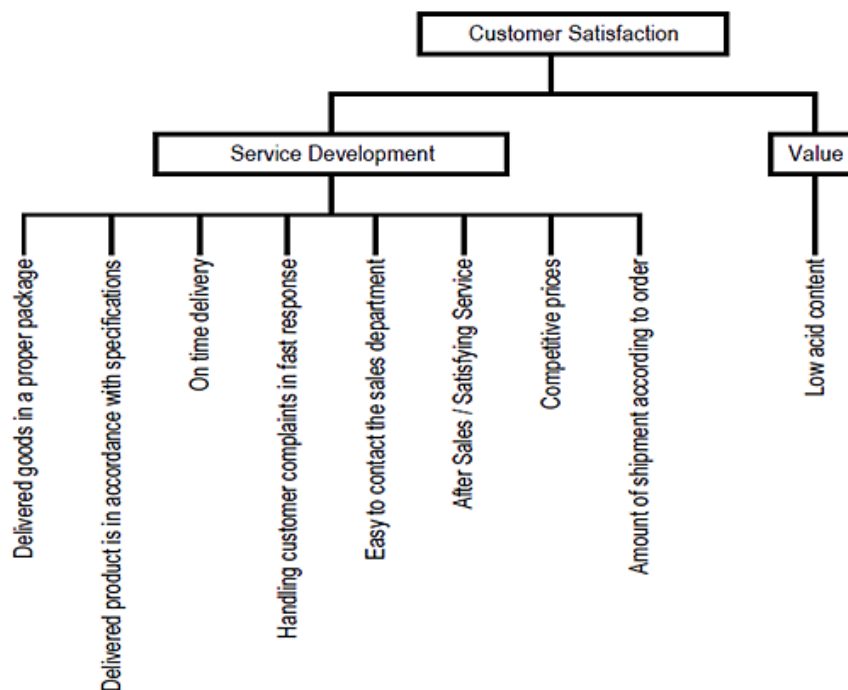 Customer Satisfaction
Service Development
Value
Delivered goods in a proper package
Delivered product is in accordance with specifications
On time delivery
Handling customer complaints in fast response
Easy to contact the sales department
After Sales / Satisfying Service
Competitive prices
Amount of shipment according to order
Low acid content